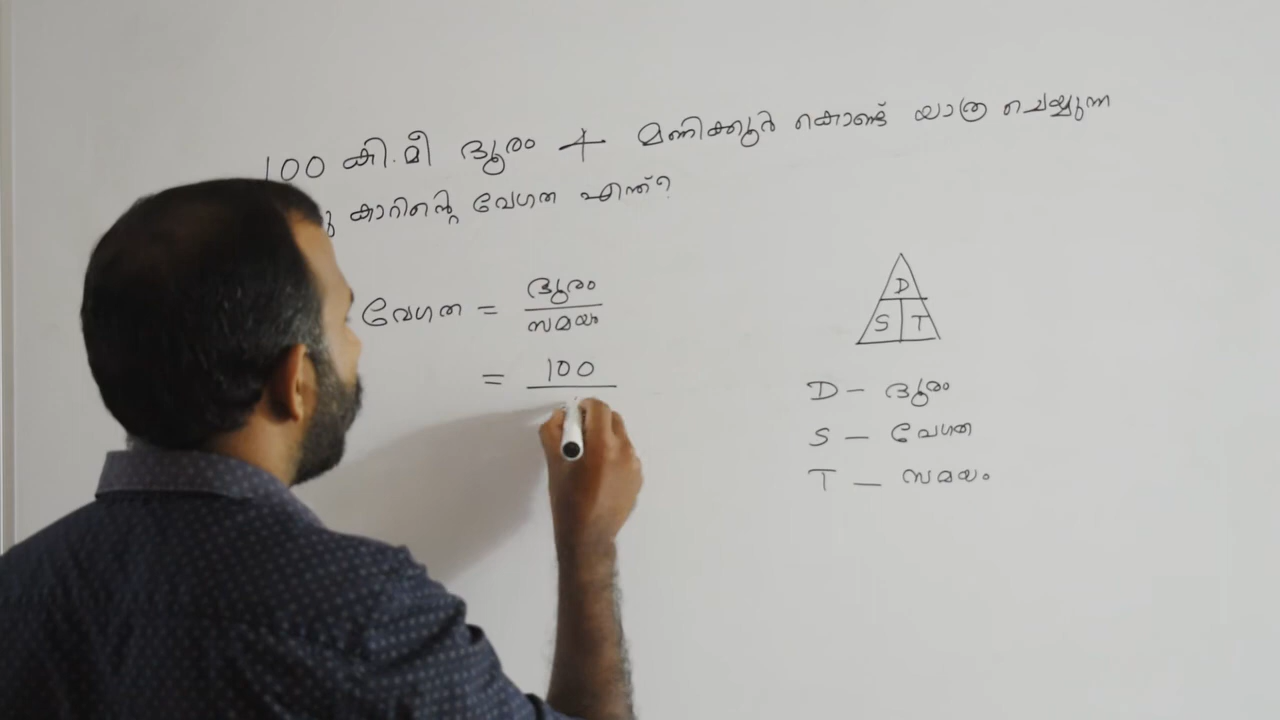 100 കി.മീ ദൂരം 4 മണിക്കൂർ കൊണ്ട് യാത്ര ചെയ്യുന്ന
കാറിന്റെ വേഗത എന്ത്?
വേഗത = ദൂരം
സമയം
= 100
D
S T
D – ദൂരം
S – വേഗത
T – സമയം